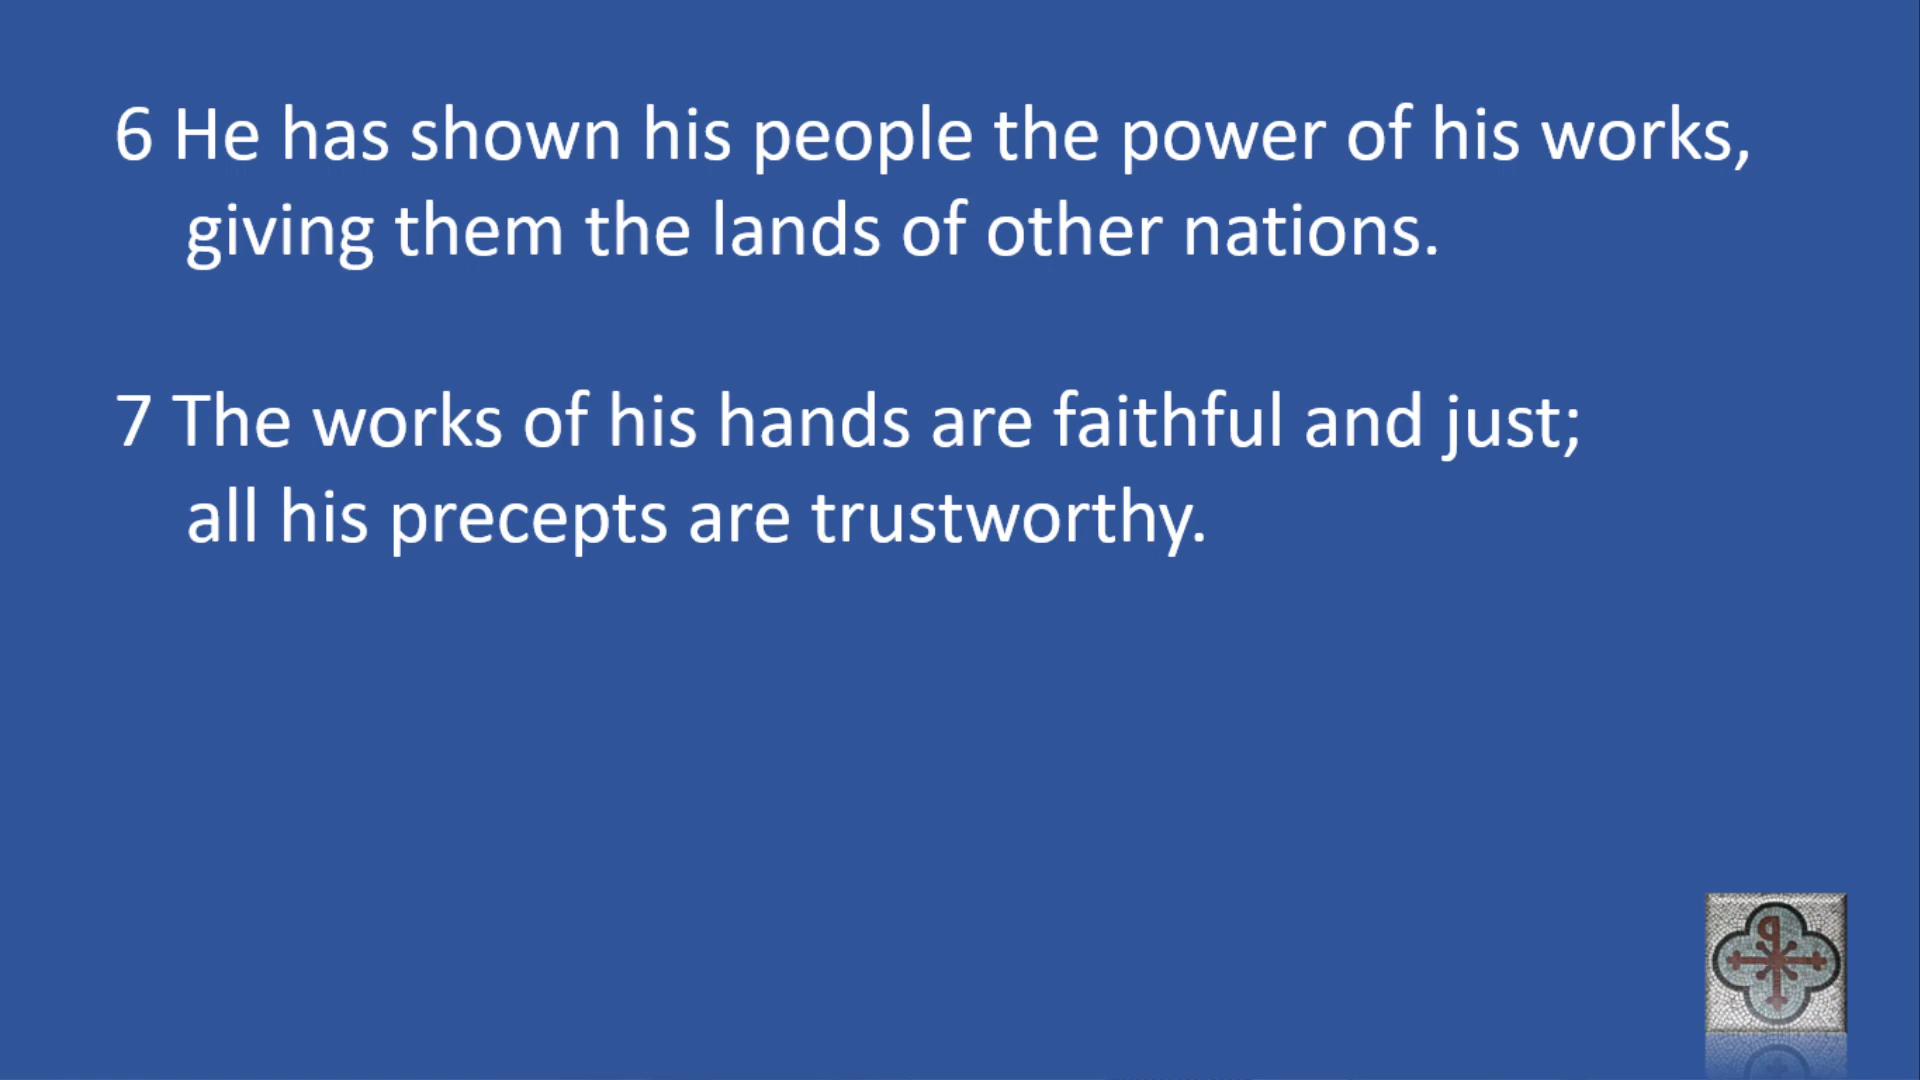 6 He has shown his people the power of his works,
giving them the lands of other nations.
7 The works of his hands are faithful and just;
all his precepts are trustworthy.